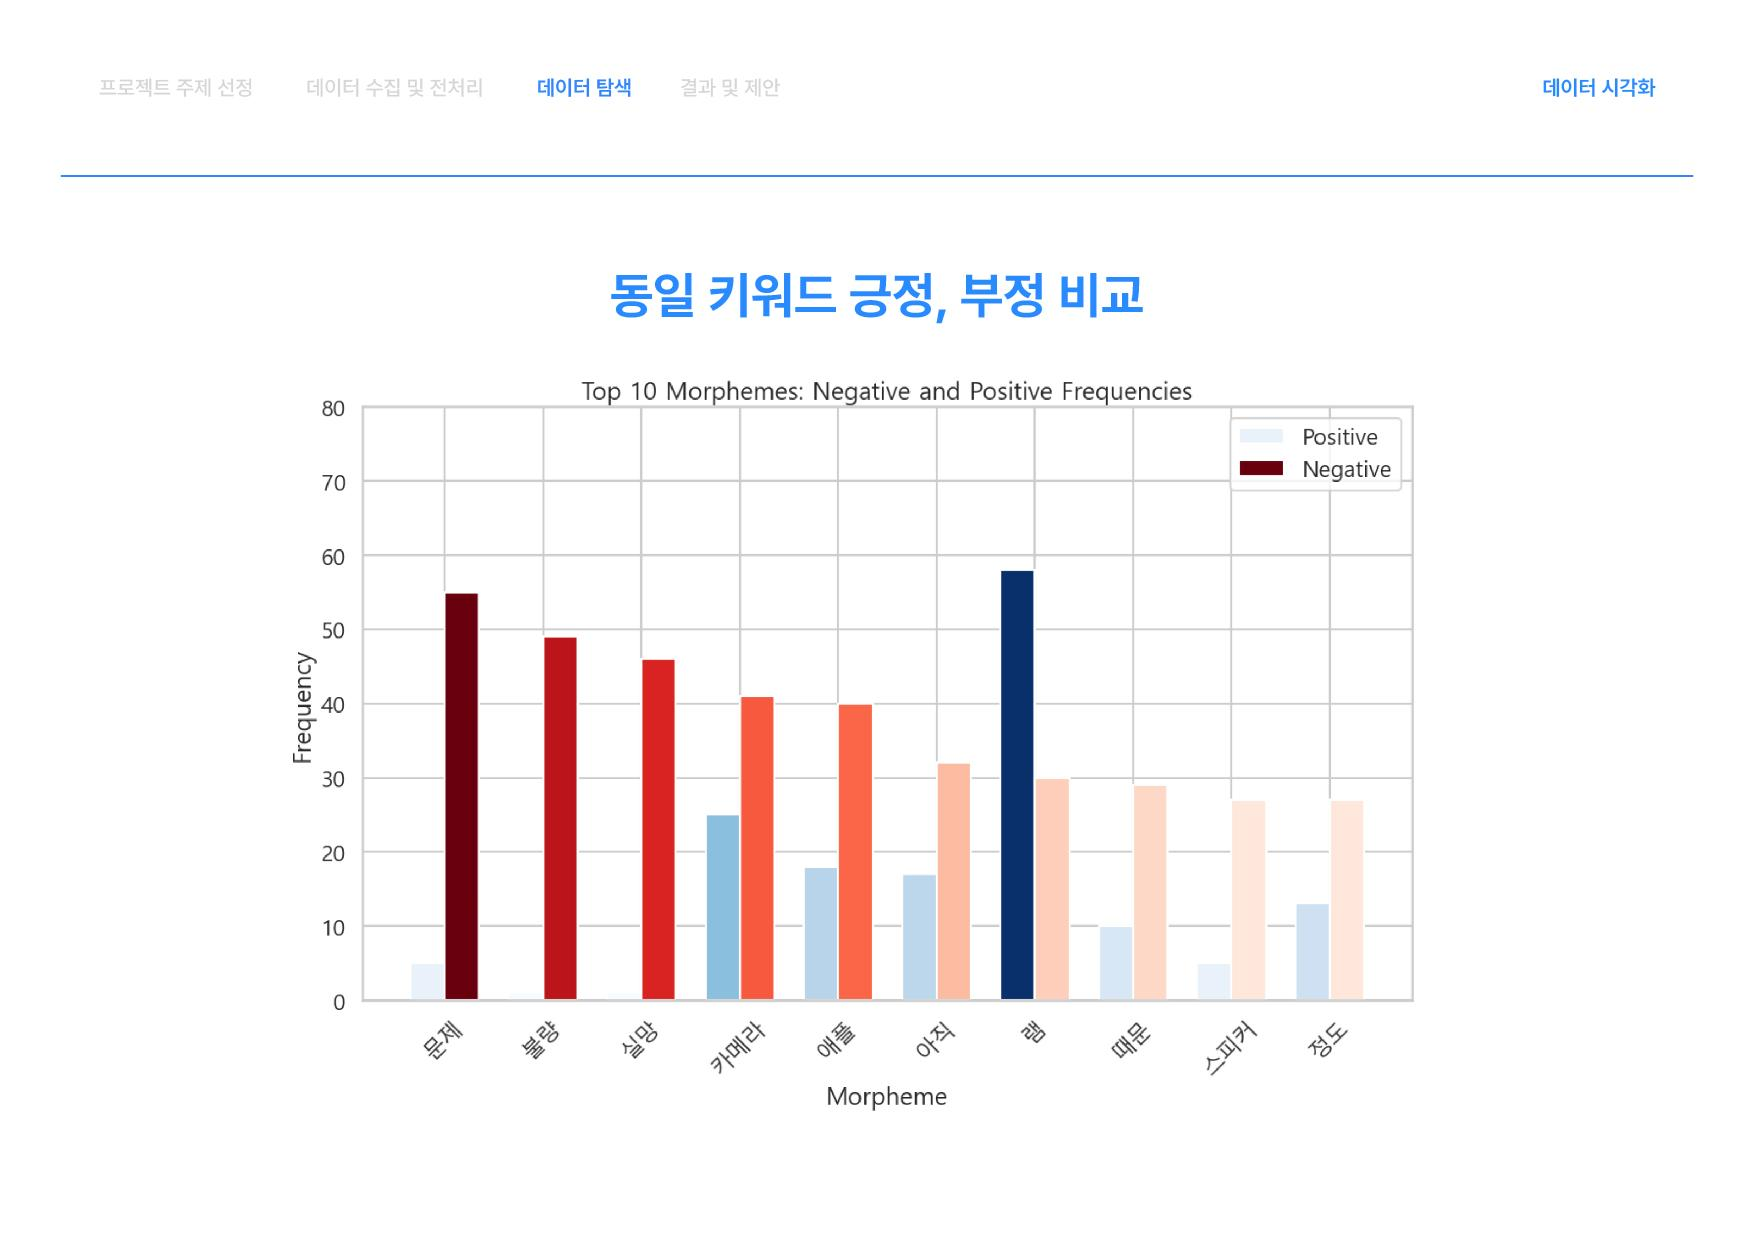 프로젝트 주제 선정 데이터 수집 및 전처리 데이터 탐색 결과 및 제안 데이터 시각화
동일 키워드 긍정, 부정 비교
Top 10 Morphemes: Negative and Positive Frequencies
Positive
Negative
80
70
60
50
40
30
20
10
0
Frequency
문제 불량 실망 카메라 애플 아직 램 때문 스피커 정도
Morpheme